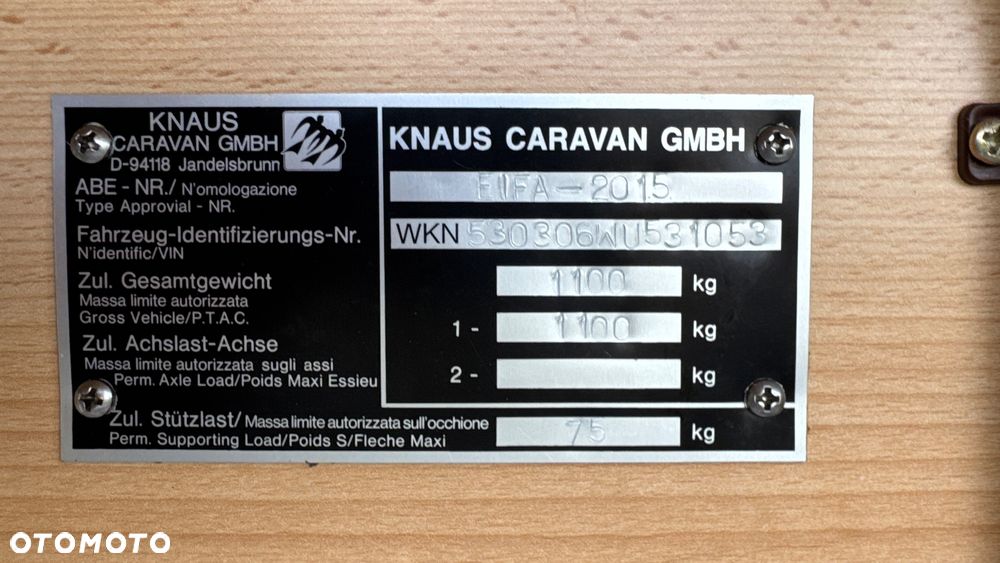 KNAUS
CARAVAN GMBH
D-94118 Jandelsbrunn
ABE - NR./ N'omologazione
Type Approvial - NR.
Fahrzeug-Identifizierungs-Nr.
N'identific/VIN
Zul. Gesamtgewicht
Massa limite autorizzata
Gross Vehicle/P.T.A.C.
Zul. Achslast-Achse
Massa limite autorizzata sugli assi
Perm. Axle Load/Poids Maxi Essieu
Zul. Stützlast/ Massa limite autorizzata sull'occhione
Perm. Supporting Load/Poids S/Fleche Maxi
KNAUS CARAVAN GMBH
EIFA-2015
WKN 530306WU531053
1100 kg
1- 1100 kg
2- kg
75 kg
OTOMOTO